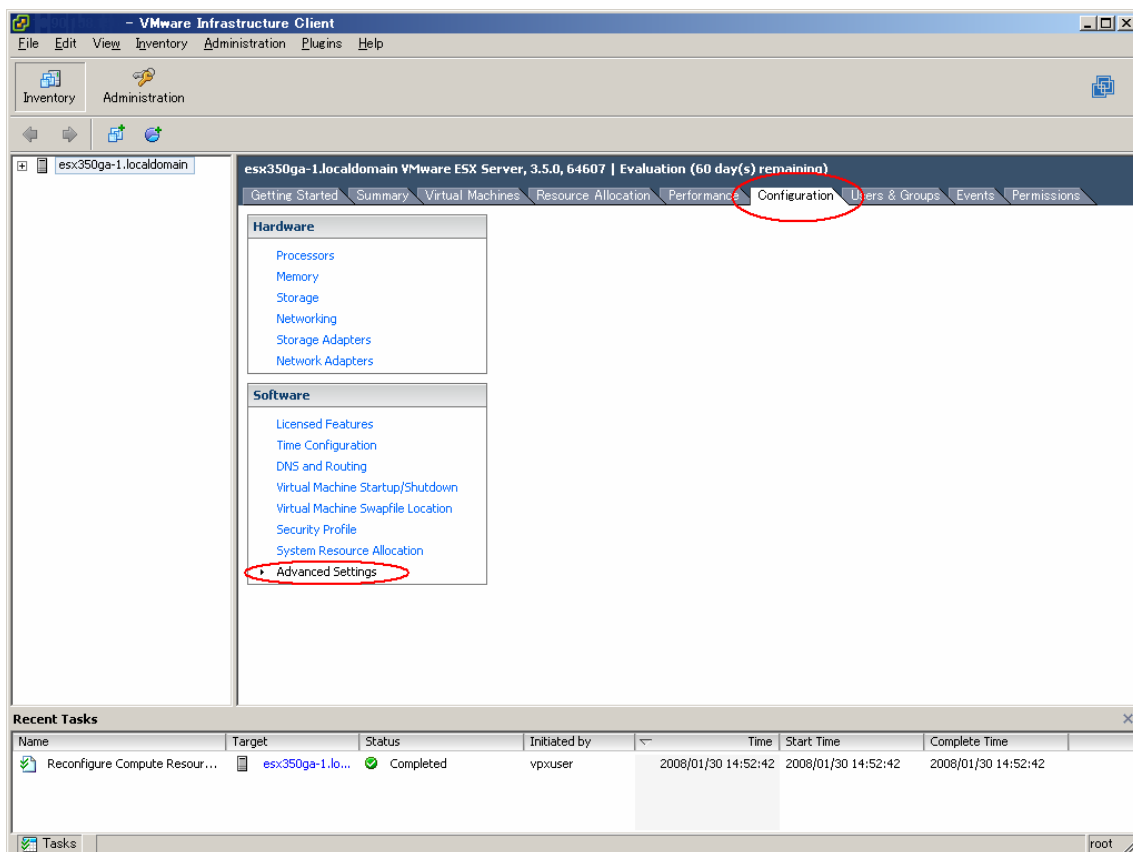 - VMware Infrastructure Client
File Edit View Inventory Administration Plugins Help
Inventory Administration
esx350ga-1.localdomain
esx350ga-1.localdomain VMware ESX Server, 3.5.0, 64607 | Evaluation (60 day(s) remaining)
Getting Started Summary Virtual Machines Resource Allocation Performance Configuration Users & Groups Events Permissions
Hardware
Processors
Memory
Storage
Networking
Storage Adapters
Network Adapters
Software
Licensed Features
Time Configuration
DNS and Routing
Virtual Machine Startup/Shutdown
Virtual Machine Swapfile Location
Security Profile
System Resource Allocation
Advanced Settings
Recent Tasks
Name Target Status Initiated by Time Start Time Complete Time
Reconfigure Compute Resour... esx350ga-1.lo... Completed vpxuser 2008/01/30 14:52:42 2008/01/30 14:52:42 2008/01/30 14:52:42
Tasks root